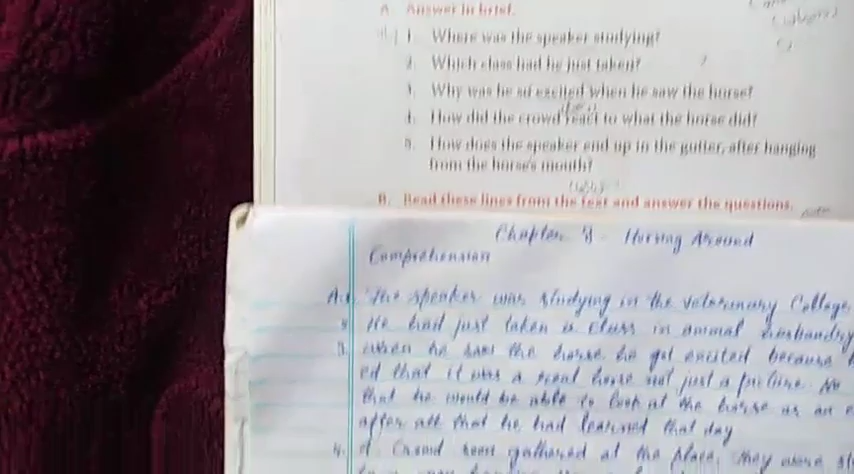 A. Answer in brief.
1. Where was the speaker studying?
2. Which class had he just taken?
3. Why was he so excited when he saw the horse?
4. How did the crowd react to what the horse did?
5. How does the speaker end up in the gutter, after hanging
from the horse's mouth?
B. Read these lines from the text and answer the questions.
Chapter - Horsing Around
Comprehension
A.1. The speaker was studying in the veterinary College
2. He had just taken a class in animal husbandry
3. When he saw the horse he got excited because
ed that it was a real horse not just a picture. He
that he would be able to look at the horse as an
after all that he had learned that day
4. Crowd soon gathered at the place. They were